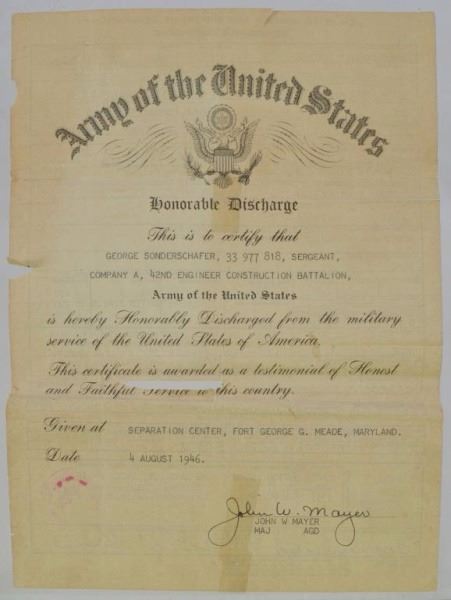 Army of the United States
Honorable Discharge
This is to certify that
GEORGE SONDERSCHAFER, 33 977 818, SERGEANT,
COMPANY A, 42ND ENGINEER CONSTRUCTION BATTALION,
Army of the United States
is hereby Honorably Discharged from the military
service of the United States of America.
This certificate is awarded as a testimonial of Honest
and Faithful Service to this country.
Given at SEPARATION CENTER, FORT GEORGE G. MEADE, MARYLAND.
Date 4 AUGUST 1946.
John W. Mayer
JOHN W MAYER
MAJ AGD